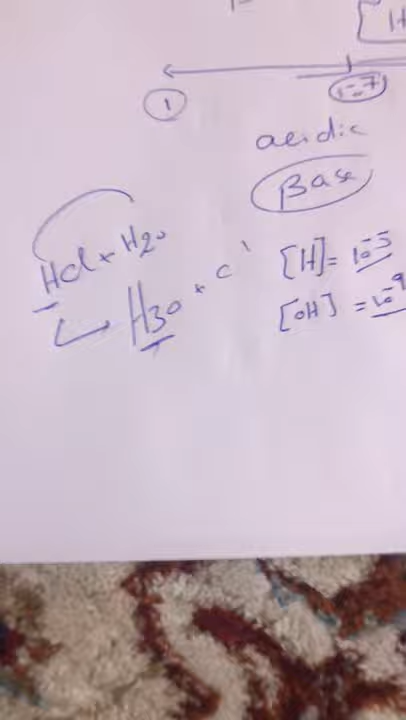 [H
1
1-7
acidic
Base
HCl + H2O
H3O + Cl
[H] = 10-5
[OH] = 10-9